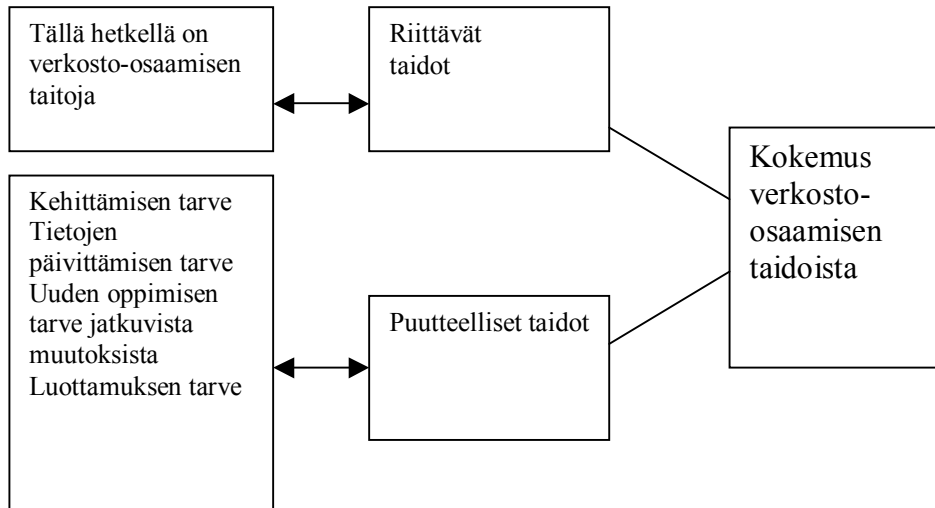 Tällä hetkellä on
verkosto-osaamisen
taitoja
Riittävät
taidot
Kokemus
verkosto-
osaamisen
taidoista
Kehittämisen tarve
Tietojen
päivittämisen tarve
Uuden oppimisen
tarve jatkuvista
muutoksista
Luottamuksen tarve
Puutteelliset taidot